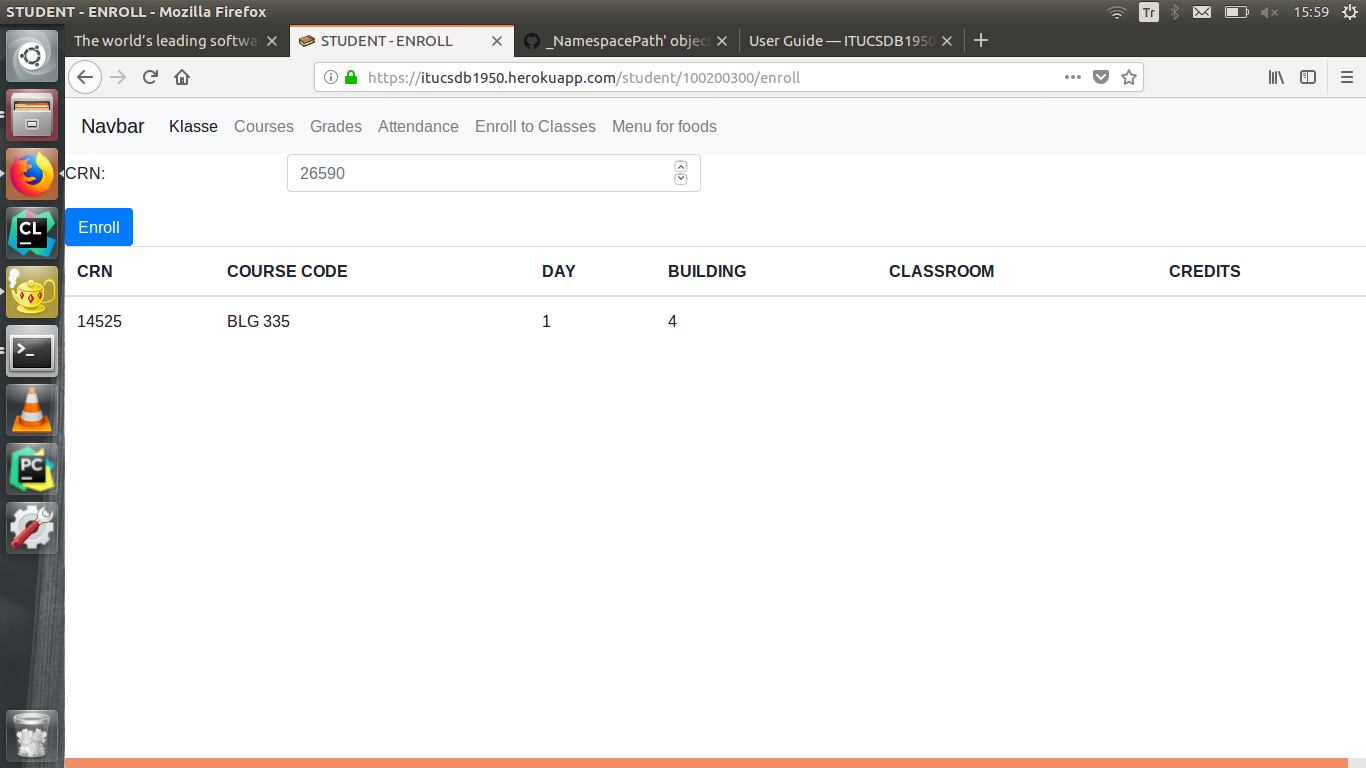 STUDENT - ENROLL - Mozilla Firefox
Tr
15:59
The world's leading softwa
STUDENT - ENROLL
_NamespacePath' objec
User Guide — ITUCSDB1950
https://itucsdb1950.herokuapp.com/student/100200300/enroll
Navbar Klasse Courses Grades Attendance Enroll to Classes Menu for foods
CRN: 26590
Enroll
CRN COURSE CODE DAY BUILDING CLASSROOM CREDITS
14525 BLG 335 1 4
CL
>_
PC